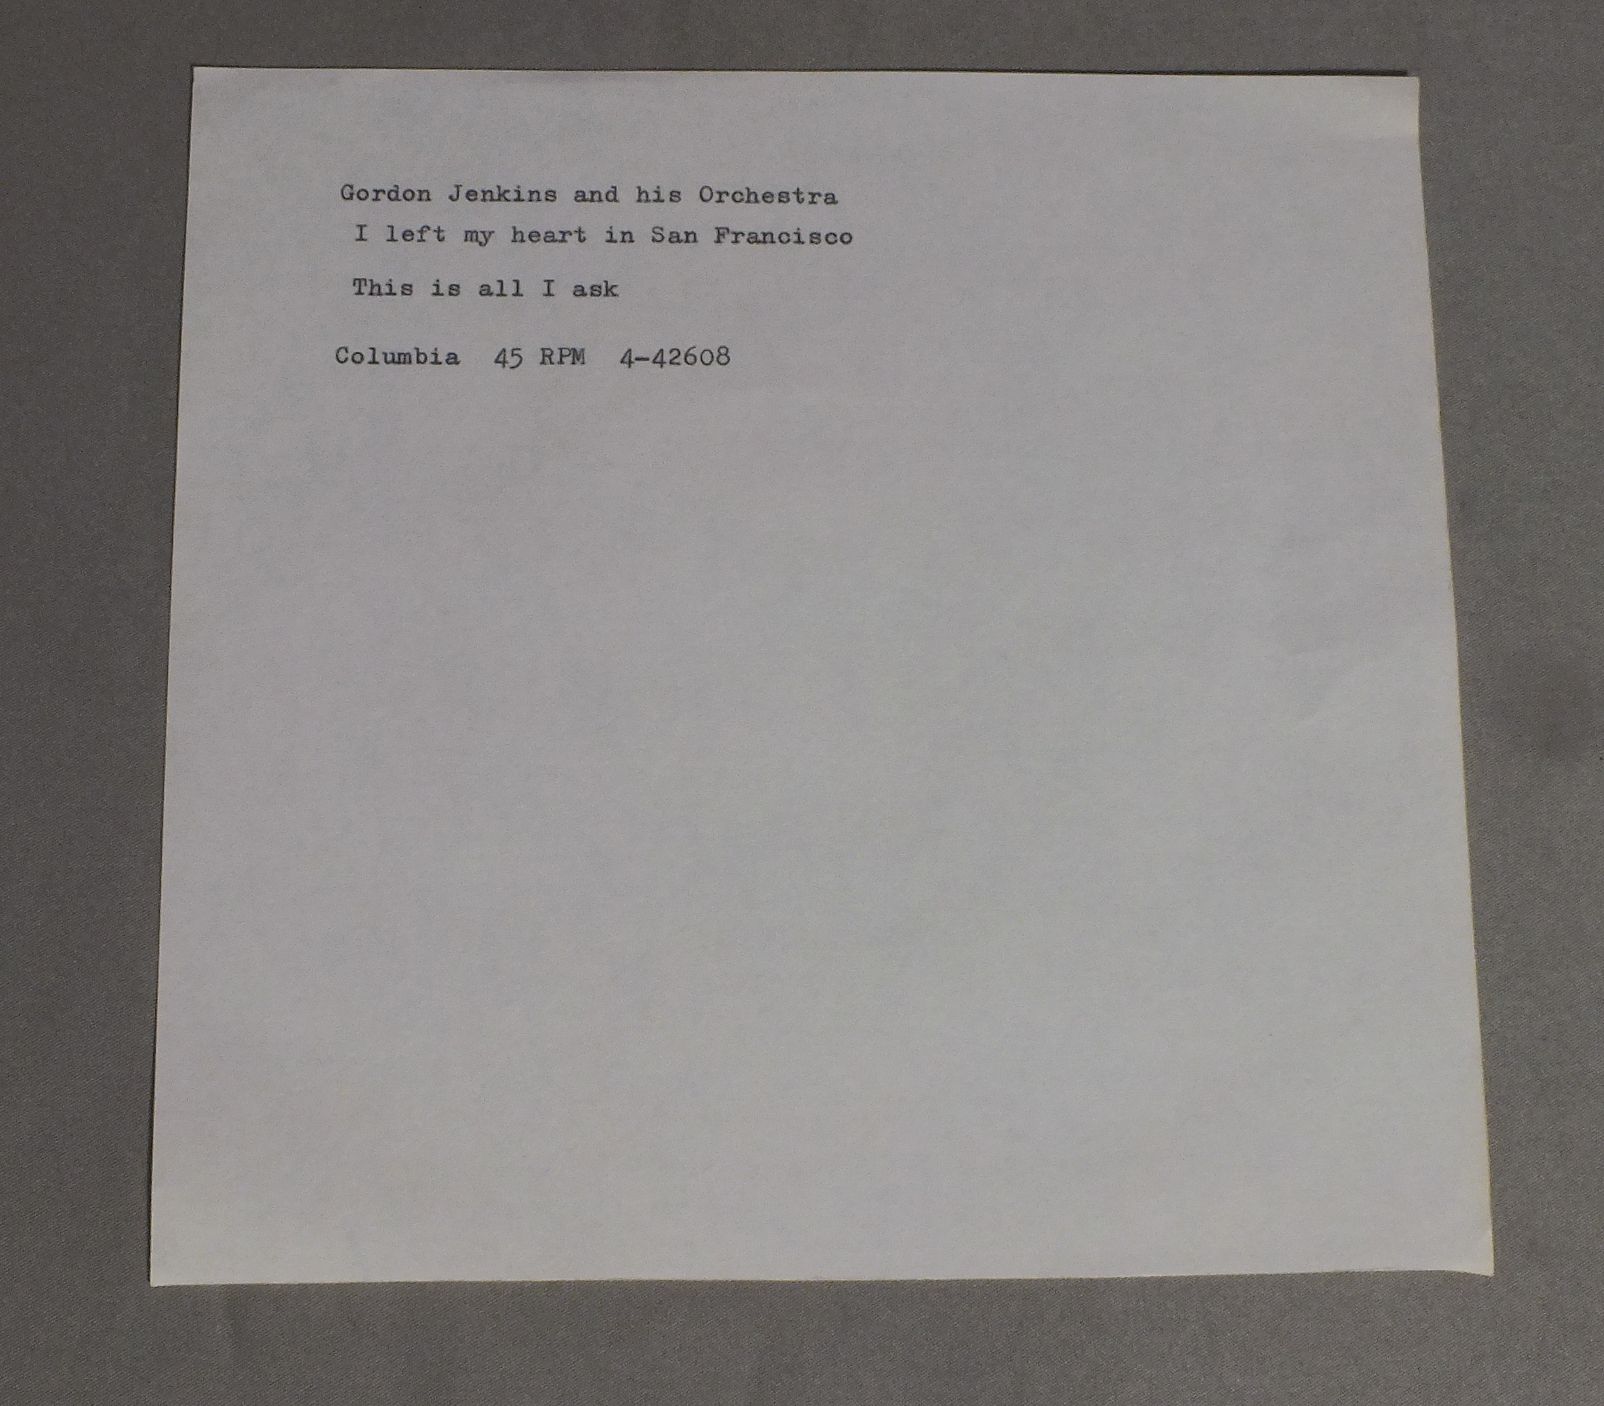 Gordon Jenkins and his Orchestra
I left my heart in San Francisco
This is all I ask
Columbia 45 RPM 4-42608